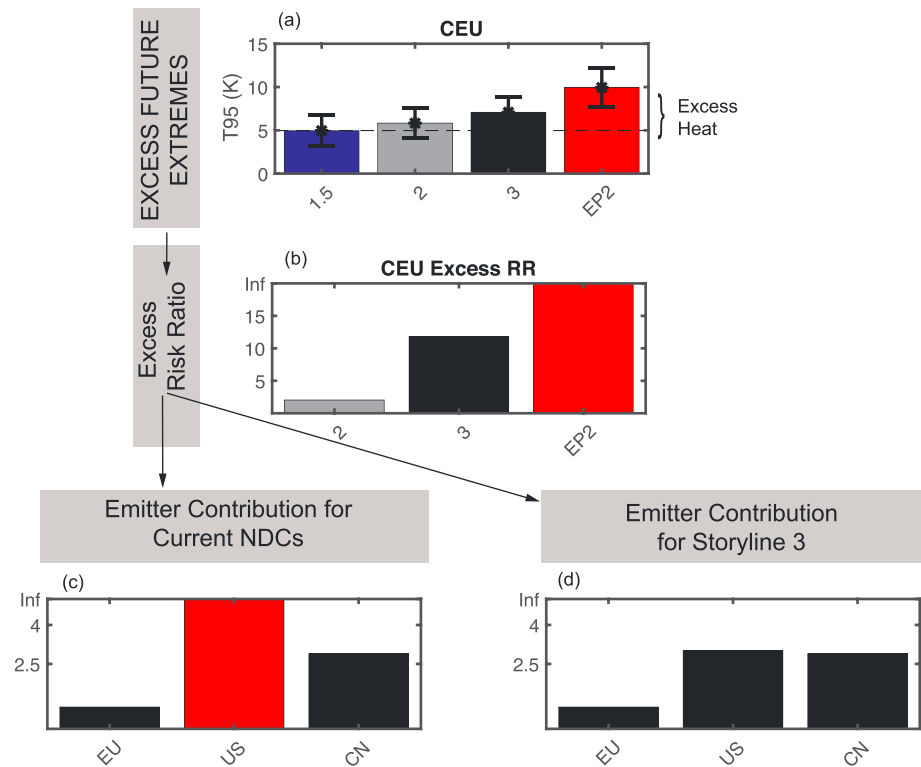 EXCESS FUTURE
EXTREMES
(a)
CEU
T95 (K)
15
10
5
0
1.5
2
3
EP2
Excess
Heat
Excess
Risk Ratio
(b)
CEU Excess RR
Inf
15
10
5
2
3
EP2
Emitter Contribution for
Current NDCs
Emitter Contribution
for Storyline 3
(c)
Inf
4
2.5
EU
US
CN
(d)
Inf
4
2.5
EU
US
CN